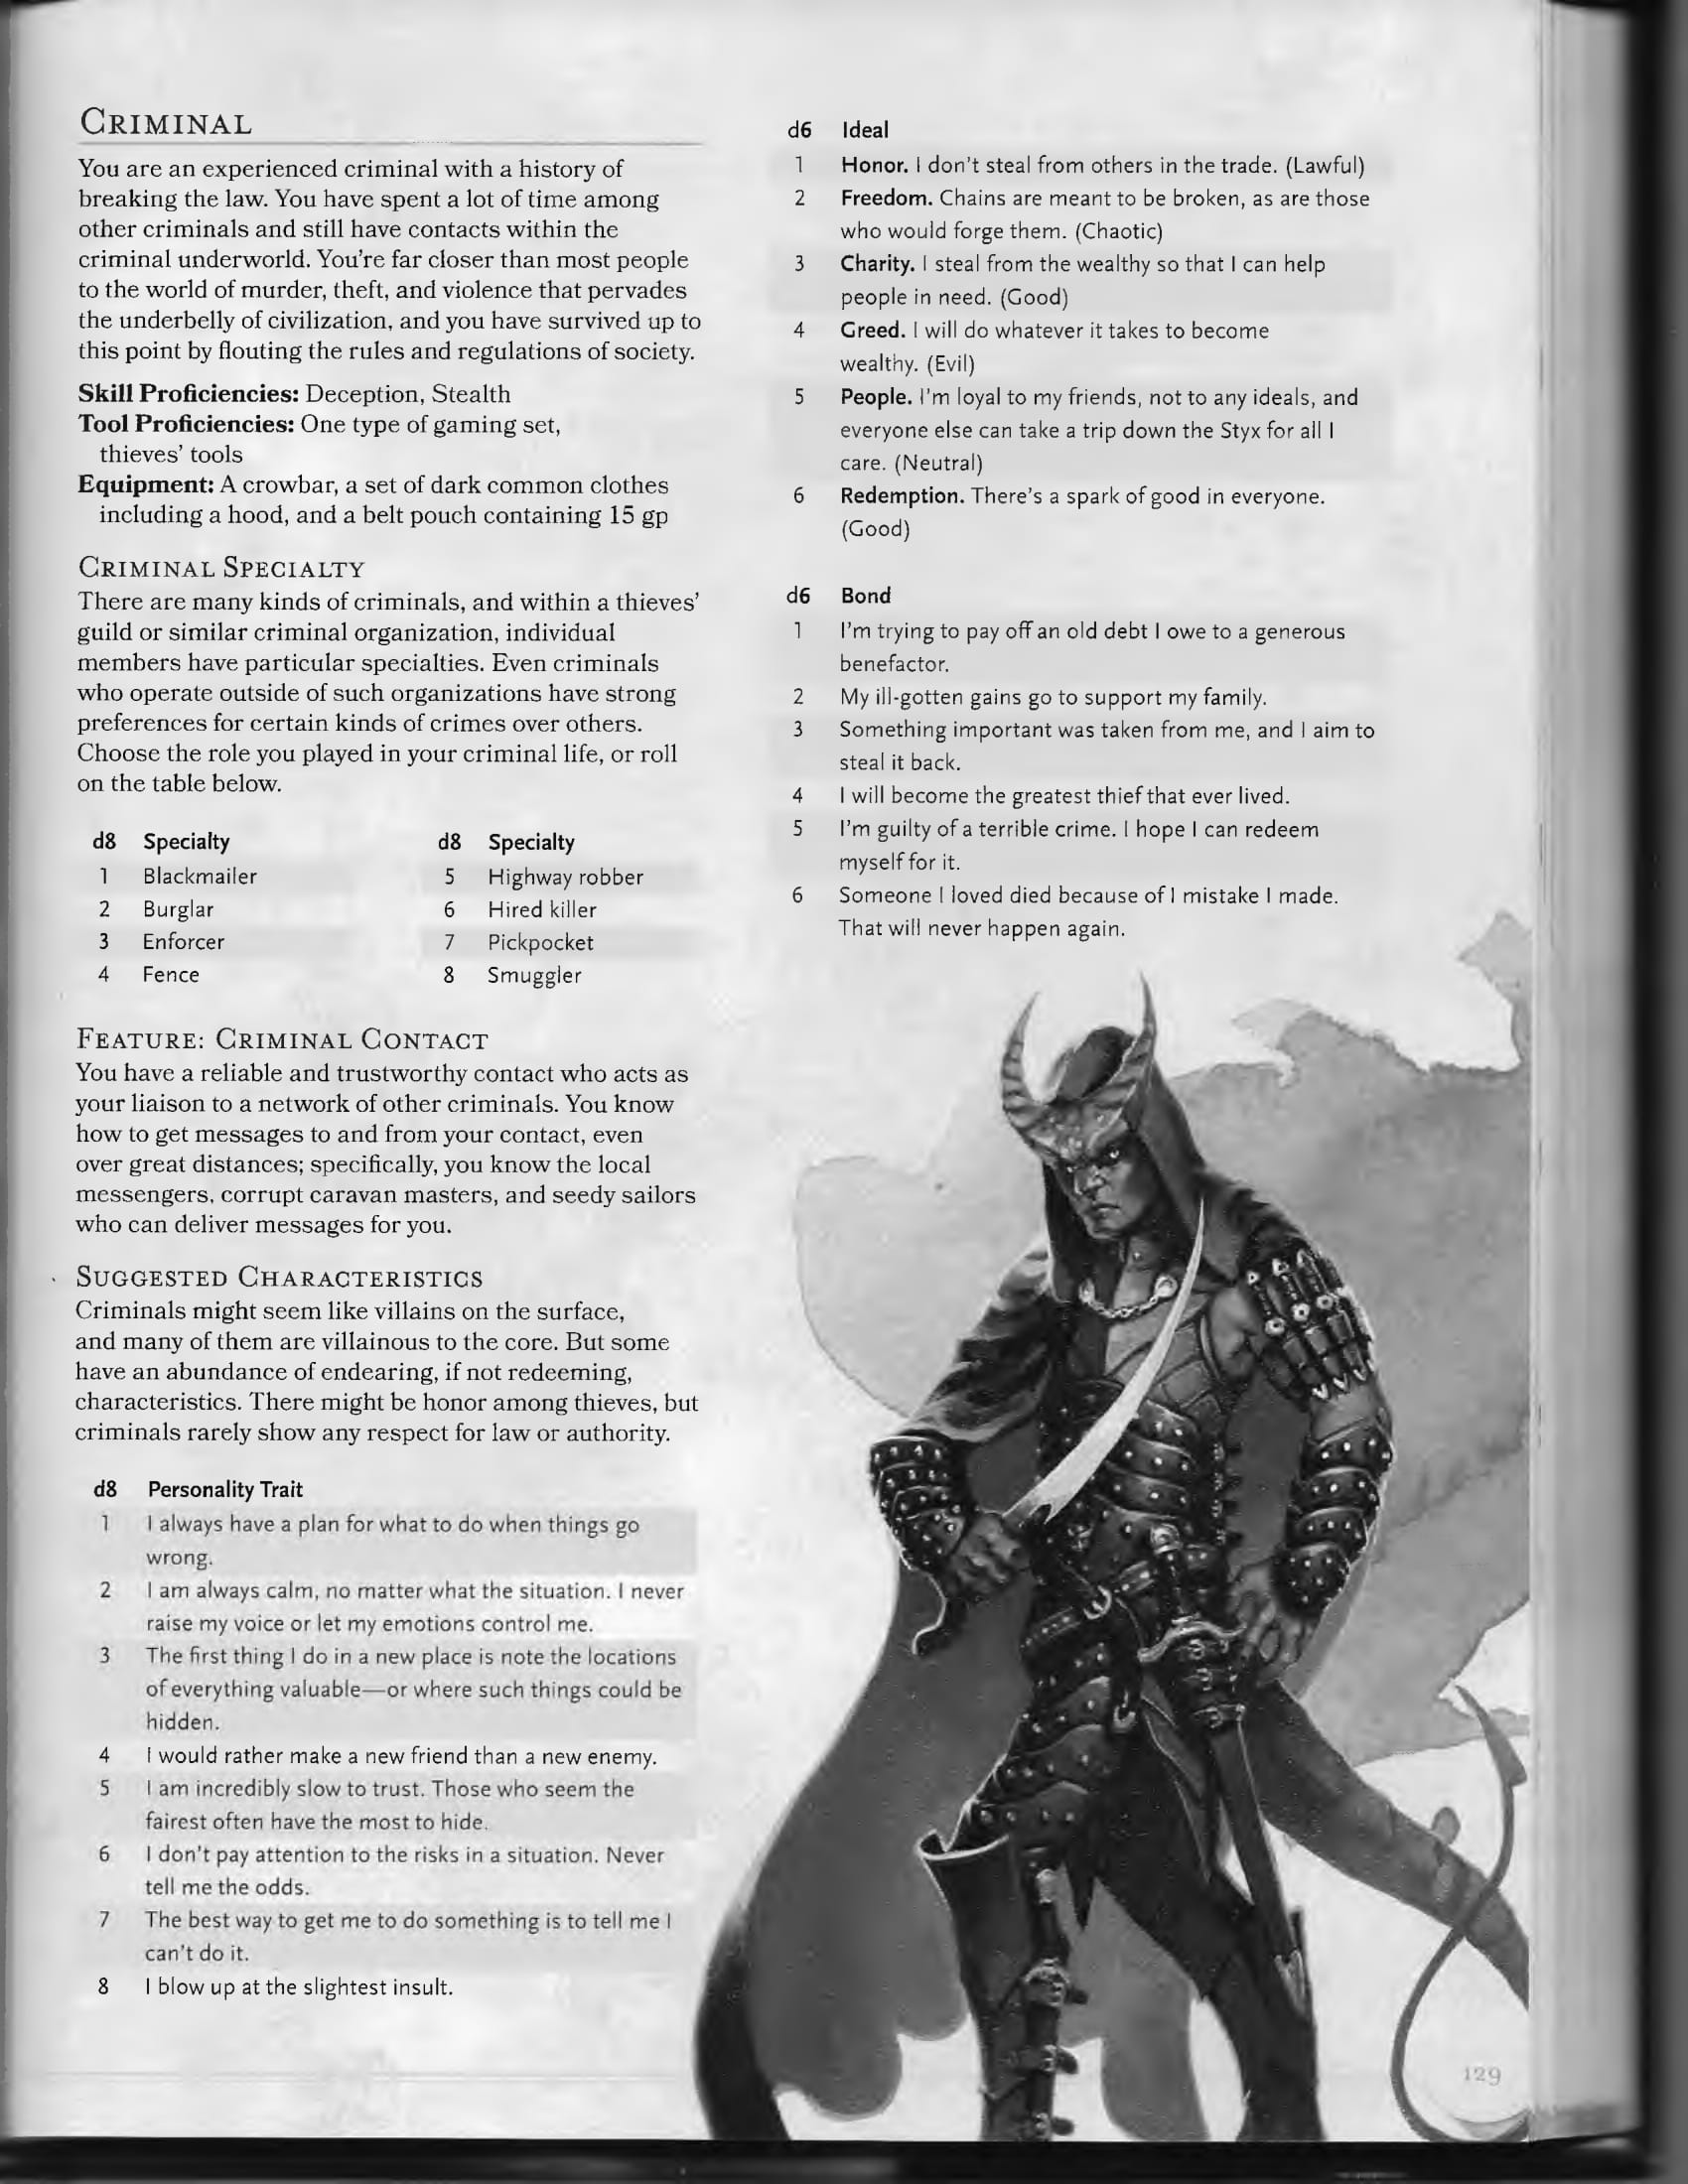 CRIMINAL
You are an experienced criminal with a history of
breaking the law. You have spent a lot of time among
other criminals and still have contacts within the
criminal underworld. You're far closer than most people
to the world of murder, theft, and violence that pervades
the underbelly of civilization, and you have survived up to
this point by flouting the rules and regulations of society.
Skill Proficiencies: Deception, Stealth
Tool Proficiencies: One type of gaming set,
thieves' tools
Equipment: A crowbar, a set of dark common clothes
including a hood, and a belt pouch containing 15 gp
CRIMINAL SPECIALTY
There are many kinds of criminals, and within a thieves'
guild or similar criminal organization, individual
members have particular specialties. Even criminals
who operate outside of such organizations have strong
preferences for certain kinds of crimes over others.
Choose the role you played in your criminal life, or roll
on the table below.
d8 Specialty d8 Specialty
1 Blackmailer 5 Highway robber
2 Burglar 6 Hired killer
3 Enforcer 7 Pickpocket
4 Fence 8 Smuggler
FEATURE: CRIMINAL CONTACT
You have a reliable and trustworthy contact who acts as
your liaison to a network of other criminals. You know
how to get messages to and from your contact, even
over great distances; specifically, you know the local
messengers, corrupt caravan masters, and seedy sailors
who can deliver messages for you.
SUGGESTED CHARACTERISTICS
Criminals might seem like villains on the surface,
and many of them are villainous to the core. But some
have an abundance of endearing, if not redeeming,
characteristics. There might be honor among thieves, but
criminals rarely show any respect for law or authority.
d8 Personality Trait
1 I always have a plan for what to do when things go
wrong.
2 I am always calm, no matter what the situation. I never
raise my voice or let my emotions control me.
3 The first thing I do in a new place is note the locations
of everything valuable—or where such things could be
hidden.
4 I would rather make a new friend than a new enemy.
5 I am incredibly slow to trust. Those who seem the
fairest often have the most to hide.
6 I don't pay attention to the risks in a situation. Never
tell me the odds.
7 The best way to get me to do something is to tell me I
can't do it.
8 I blow up at the slightest insult.
d6 Ideal
1 Honor. I don't steal from others in the trade. (Lawful)
2 Freedom. Chains are meant to be broken, as are those
who would forge them. (Chaotic)
3 Charity. I steal from the wealthy so that I can help
people in need. (Good)
4 Greed. I will do whatever it takes to become
wealthy. (Evil)
5 People. I'm loyal to my friends, not to any ideals, and
everyone else can take a trip down the Styx for all I
care. (Neutral)
6 Redemption. There's a spark of good in everyone.
(Good)
d6 Bond
1 I'm trying to pay off an old debt I owe to a generous
benefactor.
2 My ill-gotten gains go to support my family.
3 Something important was taken from me, and I aim to
steal it back.
4 I will become the greatest thief that ever lived.
5 I'm guilty of a terrible crime. I hope I can redeem
myself for it.
6 Someone I loved died because of I mistake I made.
That will never happen again.
129